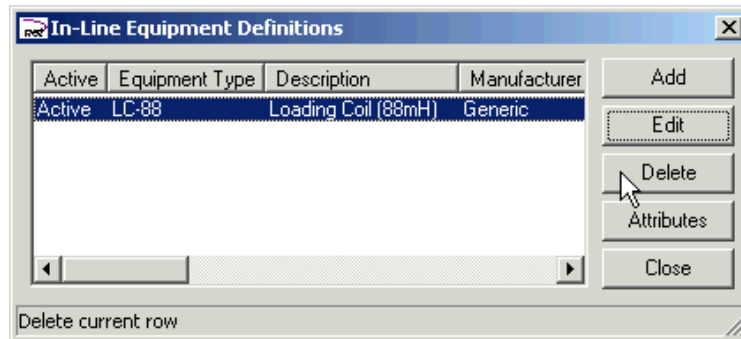 In-Line Equipment Definitions
Active Equipment Type Description Manufacturer
Active LC-88 Loading Coil (88mH) Generic
Add
Edit
Delete
Attributes
Close
Delete current row